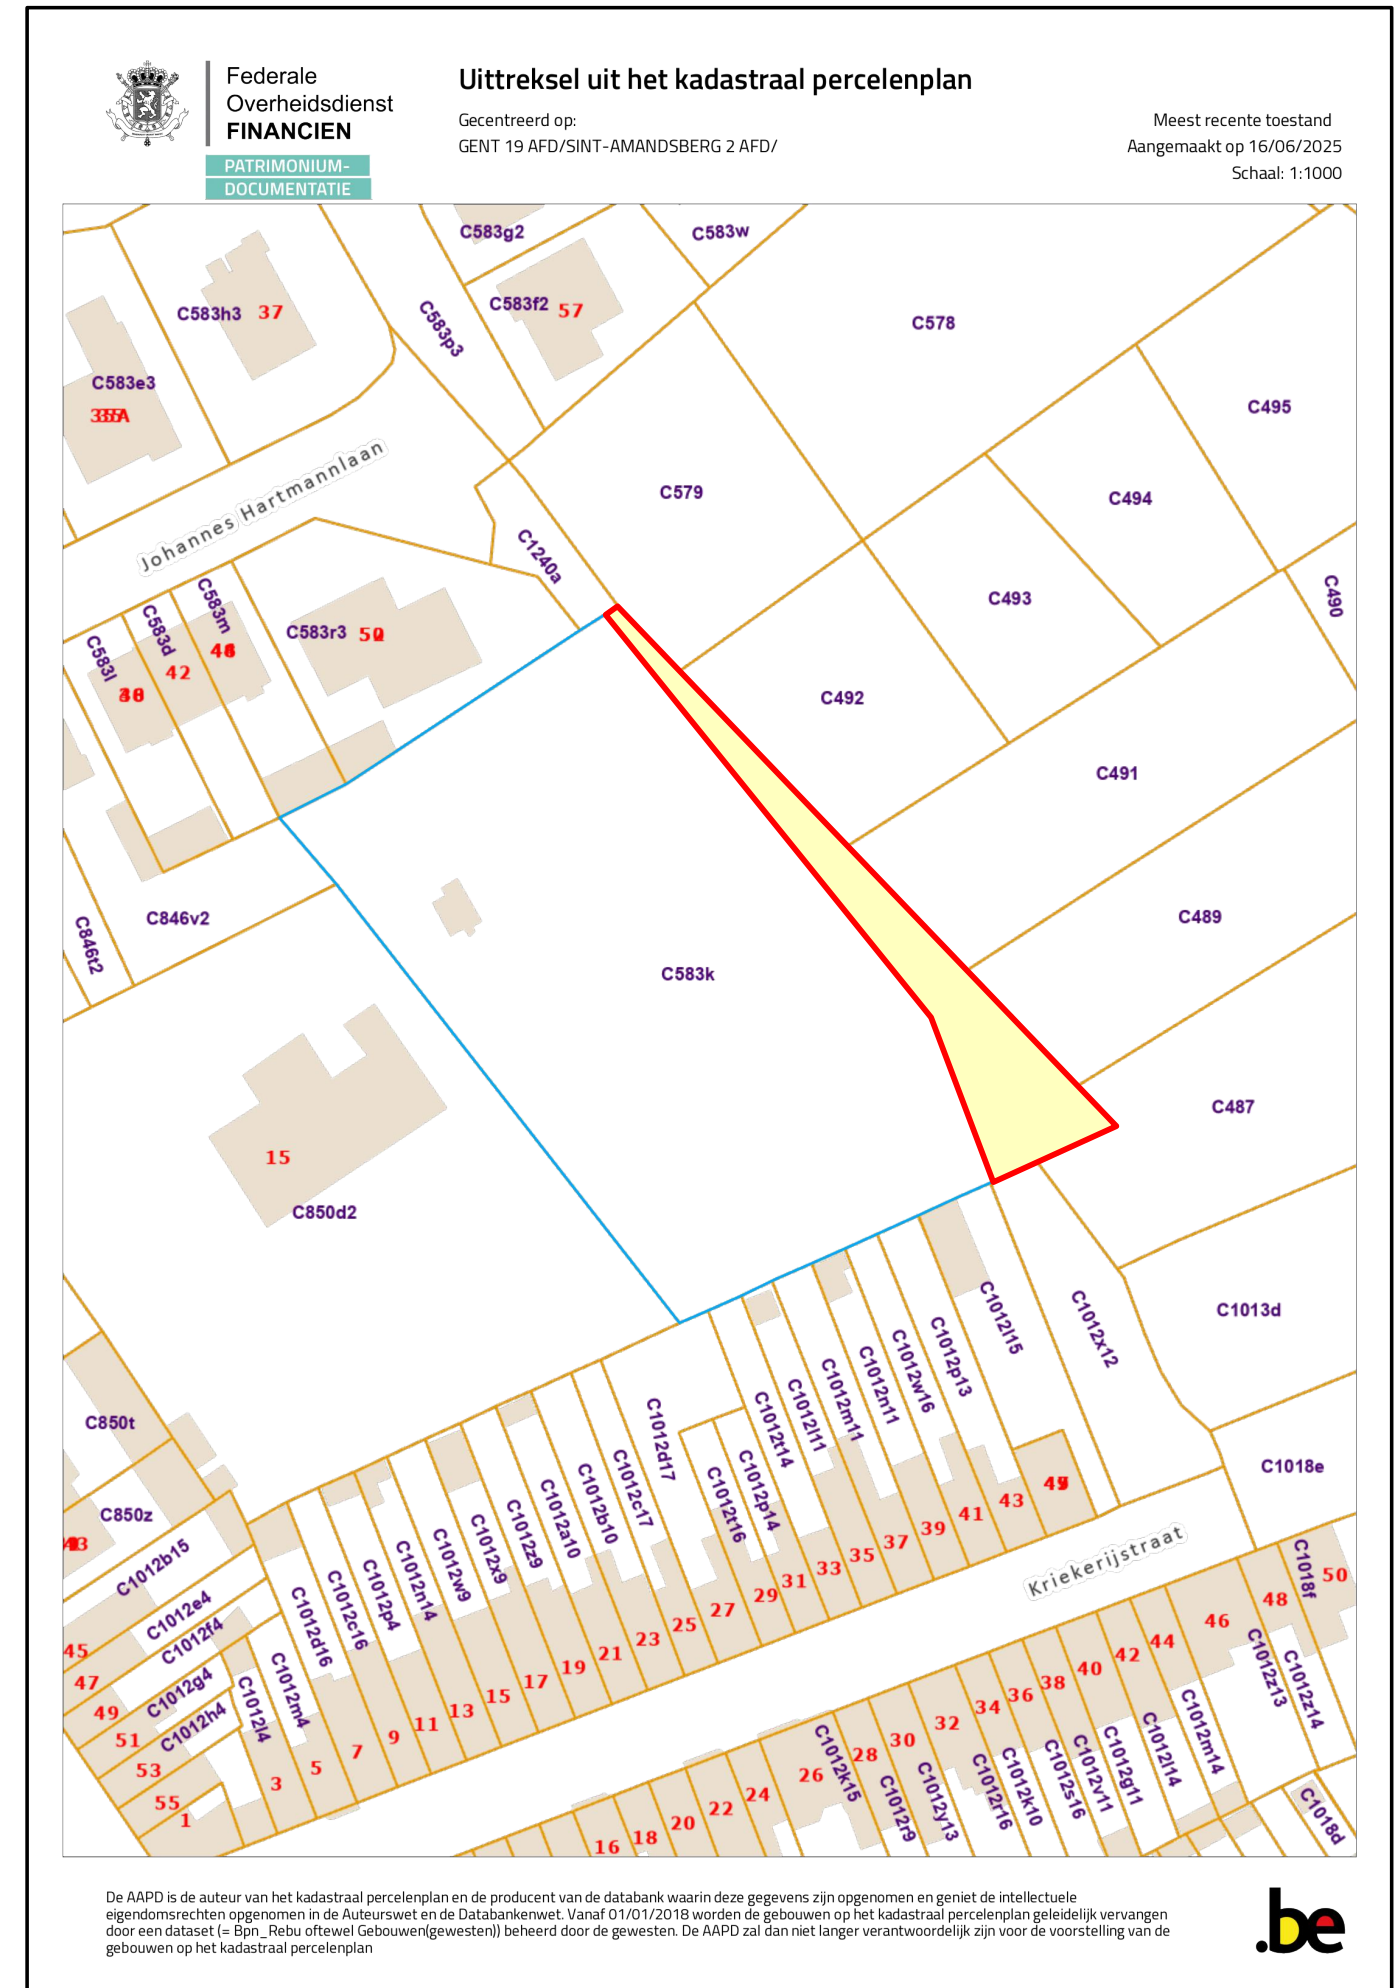 Federale
Overheidsdienst
FINANCIEN
PATRIMONIUM-
DOCUMENTATIE
Uittreksel uit het kadastraal percelenplan
Gecentreerd op:
GENT 19 AFD/SINT-AMANDSBERG 2 AFD/
Meest recente toestand
Aangemaakt op 16/06/2025
Schaal: 1:1000
C583g2
C583w
C583h3
37
C583p3
C583f2
57
C578
C583e3
C495
Johannes Hartmannlaan
C579
C494
C1240a
C493
C490
C583l
C583d
C583m
42
C583r3
C492
C491
C846t2
C846v2
C489
C583k
C487
15
C850d2
C1013d
C1012l15
C1012x12
C850t
C1012d17
C1012t14
C1012l11
C1012m11
C1012n11
C1012w16
C1012p13
C1018e
C850z
C1012t16
C1012p14
C1012b15
C1012n14
C1012w9
C1012x9
C1012z9
C1012a10
C1012b10
C1012c17
29
31
33
35
37
39
41
43
Kriekerijstraat
C1012e4
C1012f4
C1012g4
C1012h4
C1012l4
C1012m4
C1012d16
C1012c16
C1012p4
45
47
49
51
53
55
1
3
5
7
9
11
13
15
17
19
21
23
25
27
C1018f
50
48
46
44
42
40
38
36
34
32
30
28
26
24
22
20
18
16
C1012k15
C1012r9
C1012y13
C1012r16
C1012k10
C1012s16
C1012v11
C1012g11
C1012l14
C1012m14
C1012z13
C1012z14
C1018d
De AAPD is de auteur van het kadastraal percelenplan en de producent van de databank waarin deze gegevens zijn opgenomen en geniet de intellectuele
eigendomsrechten opgenomen in de Auteurswet en de Databankenwet. Vanaf 01/01/2018 worden de gebouwen op het kadastraal percelenplan geleidelijk vervangen
door een dataset (= Bpn_Rebu oftewel Gebouwen(gewesten)) beheerd door de gewesten. De AAPD zal dan niet langer verantwoordelijk zijn voor de voorstelling van de
gebouwen op het kadastraal percelenplan
.be